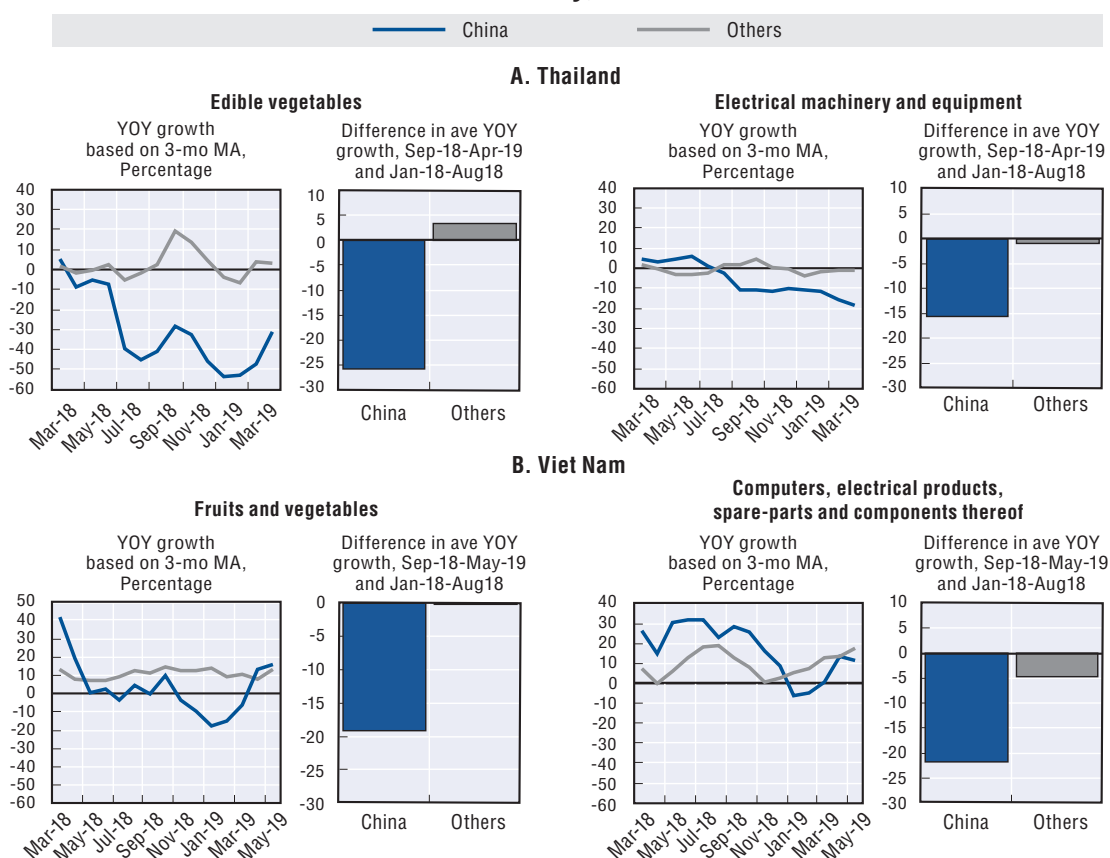 China Others
A. Thailand
Edible vegetables
YOY growth
based on 3-mo MA,
Percentage
40
30
20
10
0
-10
-20
-30
-40
-50
-60
Mar-18 May-18 Jul-18 Sep-18 Nov-18 Jan-19 Mar-19
Difference in ave YOY
growth, Sep-18-Apr-19
and Jan-18-Aug18
10
5
0
-5
-10
-15
-20
-25
-30
China Others
Electrical machinery and equipment
YOY growth
based on 3-mo MA,
Percentage
40
30
20
10
0
-10
-20
-30
-40
-50
-60
Mar-18 May-18 Jul-18 Sep-18 Nov-18 Jan-19 Mar-19
Difference in ave YOY
growth, Sep-18-Apr-19
and Jan-18-Aug18
10
5
0
-5
-10
-15
-20
-25
-30
China Others
B. Viet Nam
Fruits and vegetables
YOY growth
based on 3-mo MA,
Percentage
50
40
30
20
10
0
-10
-20
-30
-40
-50
-60
Mar-18 May-18 Jul-18 Sep-18 Nov-18 Jan-19 Mar-19 May-19
Difference in ave YOY
growth, Sep-18-May-19
and Jan-18-Aug18
0
-5
-10
-15
-20
-25
-30
China Others
Computers, electrical products,
spare-parts and components thereof
YOY growth
based on 3-mo MA,
Percentage
40
30
20
10
0
-10
-20
-30
-40
-50
-60
Mar-18 May-18 Jul-18 Sep-18 Nov-18 Jan-19 Mar-19 May-19
Difference in ave YOY
growth, Sep-18-May-19
and Jan-18-Aug18
10
5
0
-5
-10
-15
-20
-25
-30
China Others